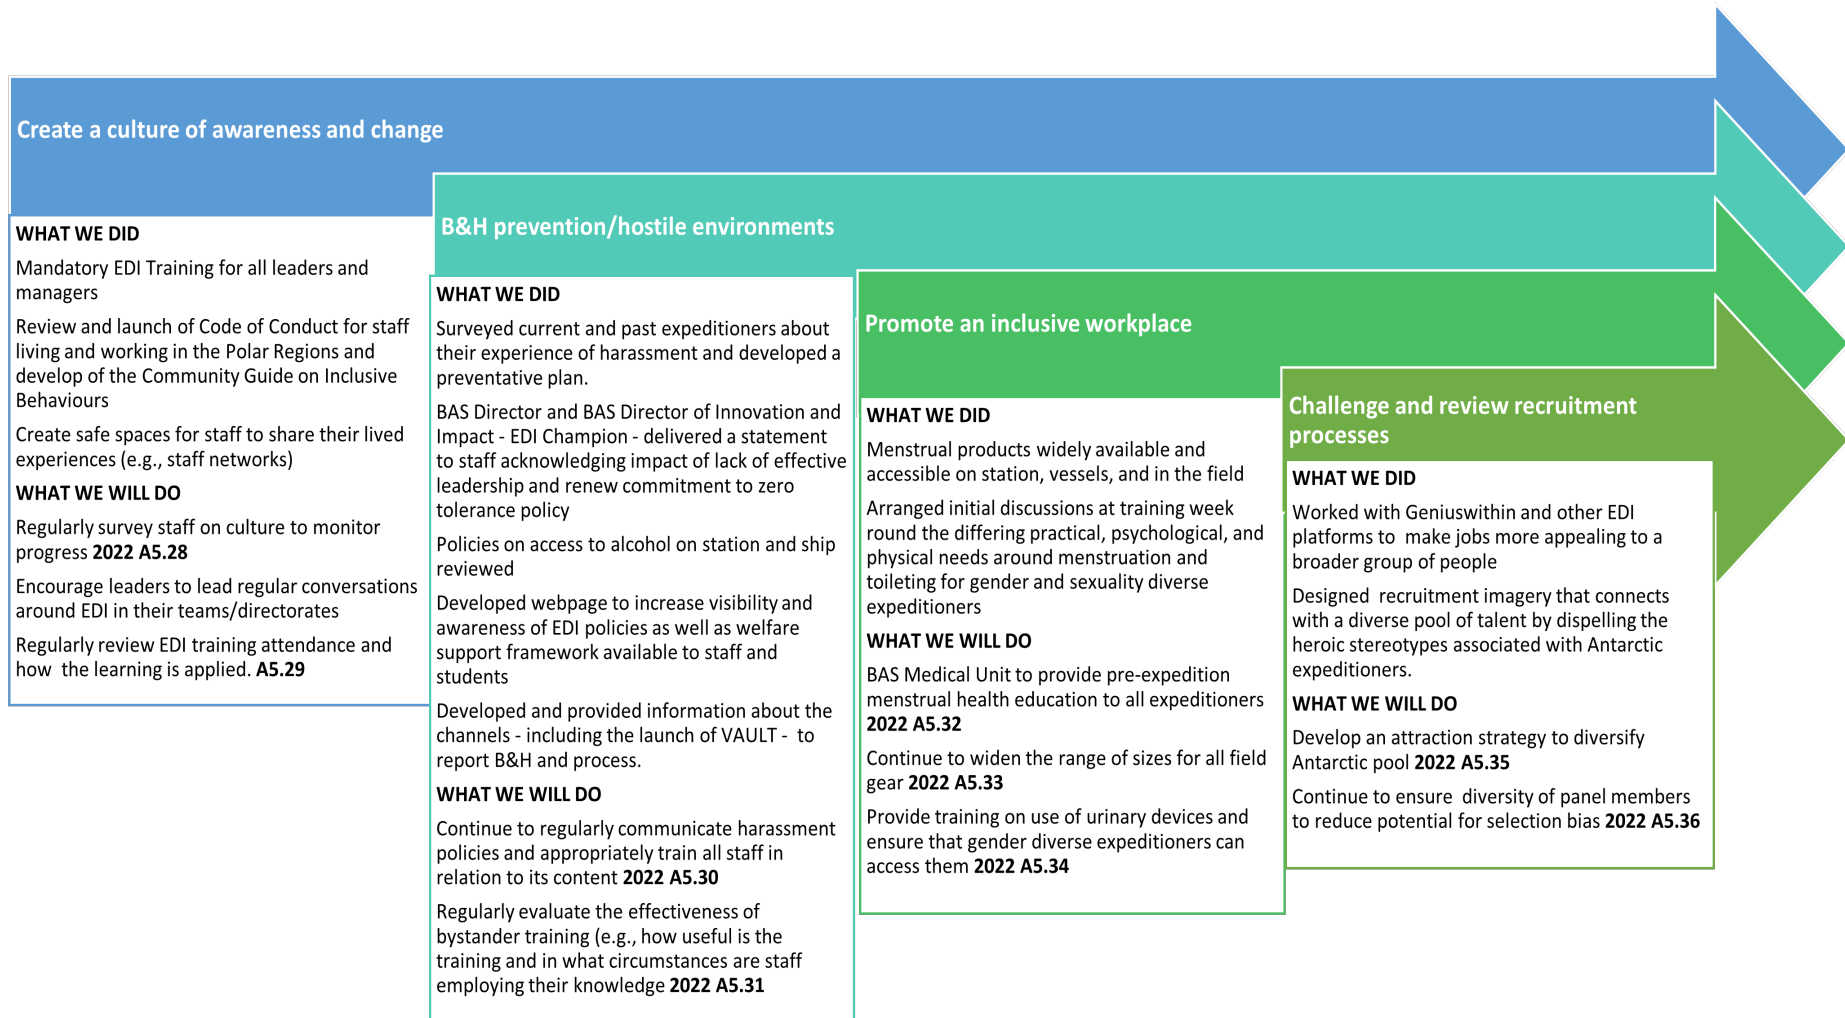 Create a culture of awareness and change
WHAT WE DID
Mandatory EDI Training for all leaders and
managers
Review and launch of Code of Conduct for staff
living and working in the Polar Regions and
develop of the Community Guide on Inclusive
Behaviours
Create safe spaces for staff to share their lived
experiences (e.g., staff networks)
WHAT WE WILL DO
Regularly survey staff on culture to monitor
progress 2022 A5.28
Encourage leaders to lead regular conversations
around EDI in their teams/directorates
Regularly review EDI training attendance and
how the learning is applied. A5.29
B&H prevention/hostile environments
WHAT WE DID
Surveyed current and past expeditioners about
their experience of harassment and developed a
preventative plan.
BAS Director and BAS Director of Innovation and
Impact - EDI Champion - delivered a statement
to staff acknowledging impact of lack of effective
leadership and renew commitment to zero
tolerance policy
Policies on access to alcohol on station and ship
reviewed
Developed webpage to increase visibility and
awareness of EDI policies as well as welfare
support framework available to staff and
students
Developed and provided information about the
channels - including the launch of VAULT - to
report B&H and process.
WHAT WE WILL DO
Continue to regularly communicate harassment
policies and appropriately train all staff in
relation to its content 2022 A5.30
Regularly evaluate the effectiveness of
bystander training (e.g., how useful is the
training and in what circumstances are staff
employing their knowledge 2022 A5.31
Promote an inclusive workplace
WHAT WE DID
Menstrual products widely available and
accessible on station, vessels, and in the field
Arranged initial discussions at training week
round the differing practical, psychological, and
physical needs around menstruation and
toileting for gender and sexuality diverse
expeditioners
WHAT WE WILL DO
BAS Medical Unit to provide pre-expedition
menstrual health education to all expeditioners
2022 A5.32
Continue to widen the range of sizes for all field
gear 2022 A5.33
Provide training on use of urinary devices and
ensure that gender diverse expeditioners can
access them 2022 A5.34
Challenge and review recruitment
processes
WHAT WE DID
Worked with Geniuswithin and other EDI
platforms to make jobs more appealing to a
broader group of people
Designed recruitment imagery that connects
with a diverse pool of talent by dispelling the
heroic stereotypes associated with Antarctic
expeditioners.
WHAT WE WILL DO
Develop an attraction strategy to diversify
Antarctic pool 2022 A5.35
Continue to ensure diversity of panel members
to reduce potential for selection bias 2022 A5.36